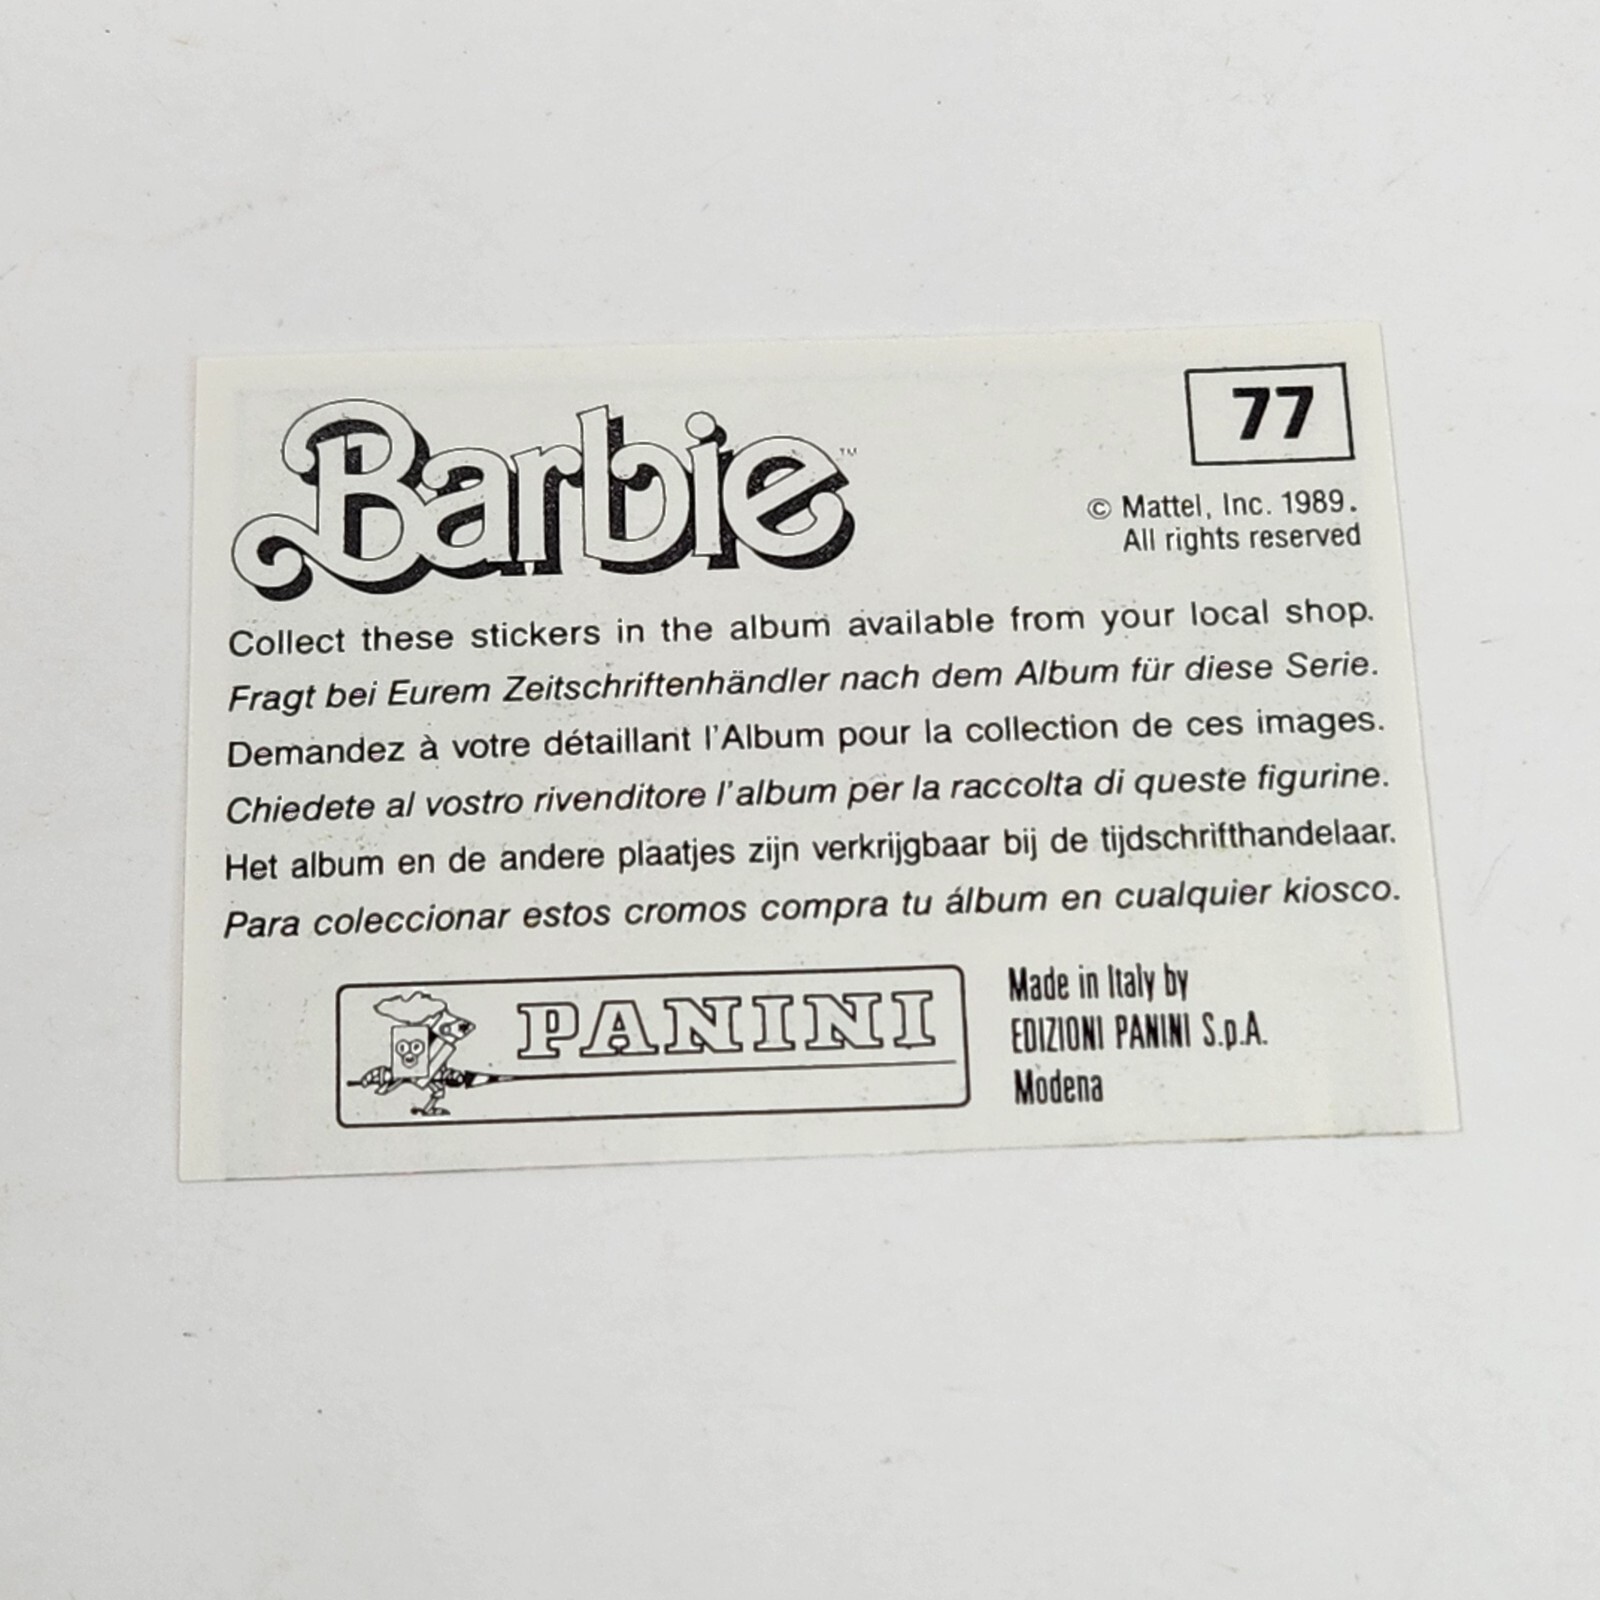 Barbie™
77
© Mattel, Inc. 1989.
All rights reserved
Collect these stickers in the album available from your local shop.
Fragt bei Eurem Zeitschriftenhändler nach dem Album für diese Serie.
Demandez à votre détaillant l'Album pour la collection de ces images.
Chiedete al vostro rivenditore l'album per la raccolta di queste figurine.
Het album en de andere plaatjes zijn verkrijgbaar bij de tijdschrifthandelaar.
Para coleccionar estos cromos compra tu álbum en cualquier kiosco.
PANINI
Made in Italy by
EDIZIONI PANINI S.p.A.
Modena